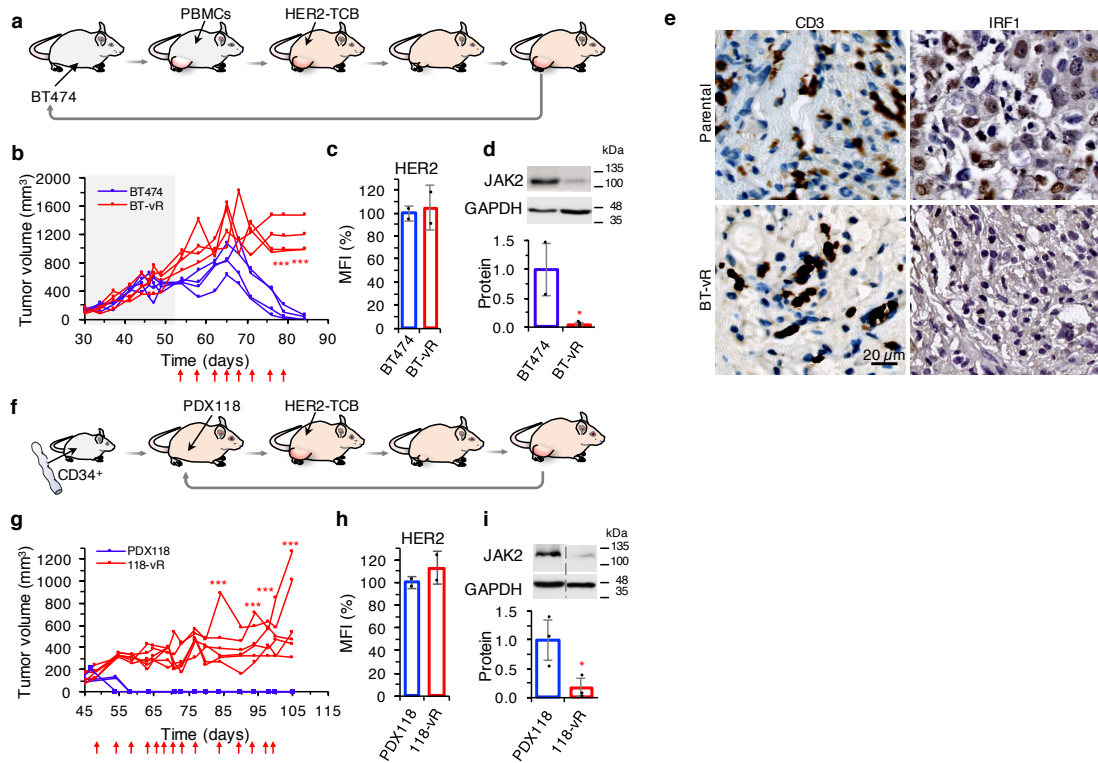 a
PBMCs
HER2-TCB
BT474
b
Tumor volume (mm³)
2000
1800
1600
1400
1200
1000
800
600
400
200
0
BT474
BT-vR
*** ***
30 40 50 60 70 80 90
Time (days)
c
HER2
MFI (%)
120
100
80
60
40
20
0
BT474
BT-vR
d
kDa
JAK2
135
100
GAPDH
48
35
Protein
1.5
1.0
0.5
0.0
*
BT474
BT-vR
e
CD3
IRF1
Parental
BT-vR
20 µm
f
PDX118
HER2-TCB
CD34⁺
g
Tumor volume (mm³)
1200
1000
800
600
400
200
0
PDX118
118-vR
***
***
***
***
45 55 65 75 85 95 105 115
Time (days)
h
HER2
MFI (%)
120
100
80
60
40
20
0
PDX118
118-vR
i
kDa
JAK2
135
100
GAPDH
48
35
Protein
1.5
1.0
0.5
0.0
*
PDX118
118-vR